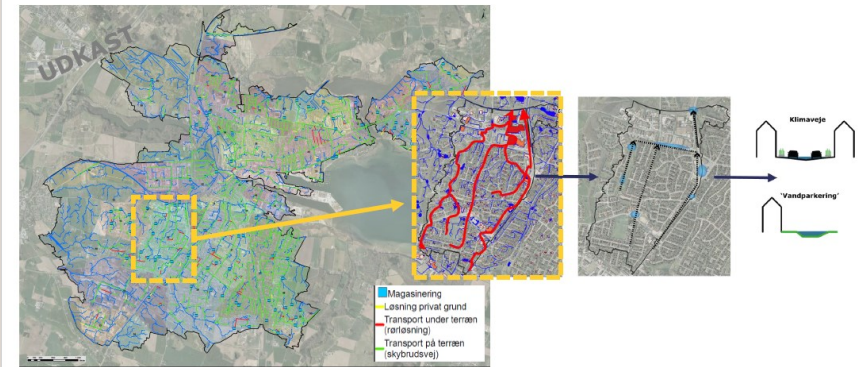 UDKAST
Magasinering
Løsning privat grund
Transport under terræn
(rørløsning)
Transport på terræn
(skybrudsvej)
Klimaveje
'Vandparkering'